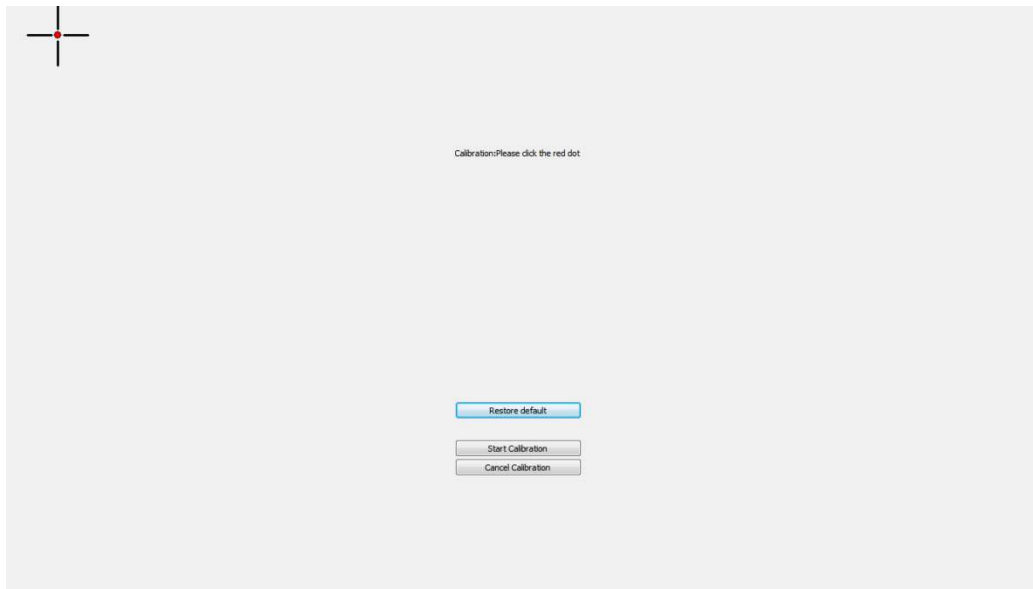 Calibration:Please click the red dot
Restore default
Start Calibration
Cancel Calibration